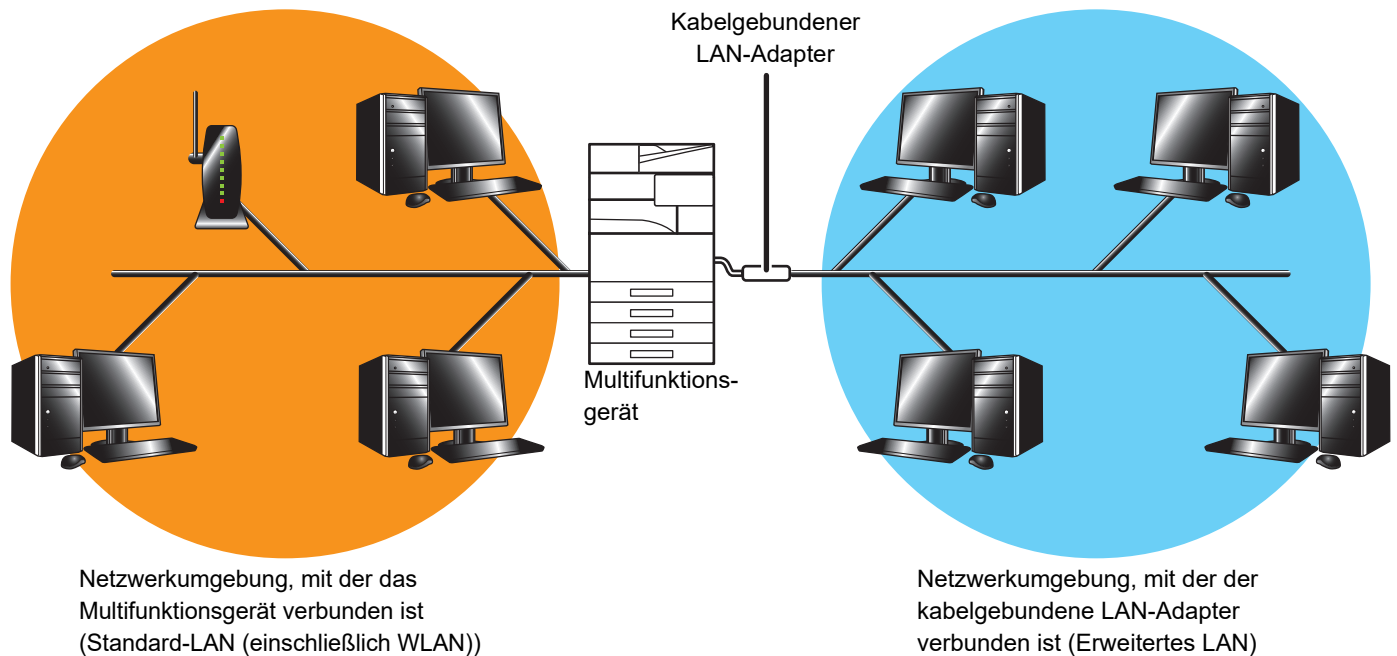 Kabelgebundener
LAN-Adapter
Multifunktions-
gerät
Netzwerkumgebung, mit der das
Multifunktionsgerät verbunden ist
(Standard-LAN (einschließlich WLAN))
Netzwerkumgebung, mit der der
kabelgebundene LAN-Adapter
verbunden ist (Erweitertes LAN)